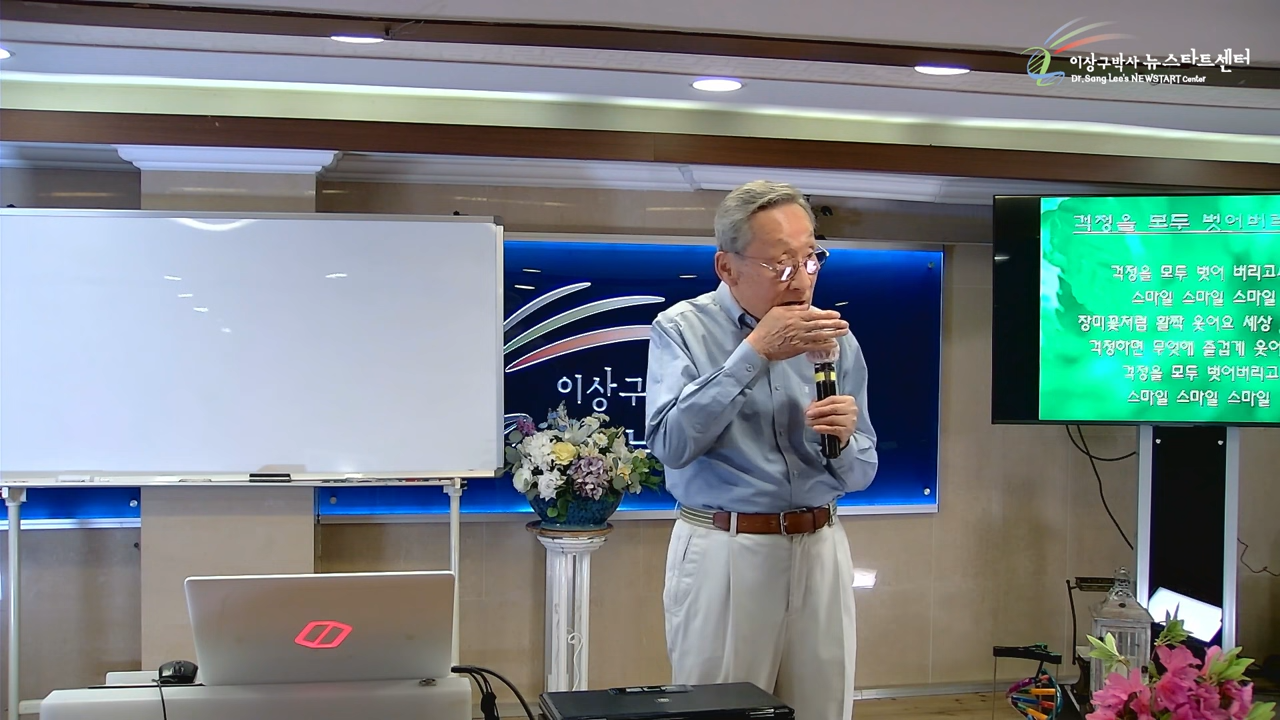 이상구박사 뉴스타트센터
Dr. Sang Lee's NEWSTART Center
걱정을 모두 벗어버리
걱정을 모두 벗어 버리고
스마일 스마일 스마일
장미꽃처럼 활짝 웃어요 세상
걱정하면 무엇해 즐겁게 웃어
걱정을 모두 벗어버리고
스마일 스마일 스마일
이상구